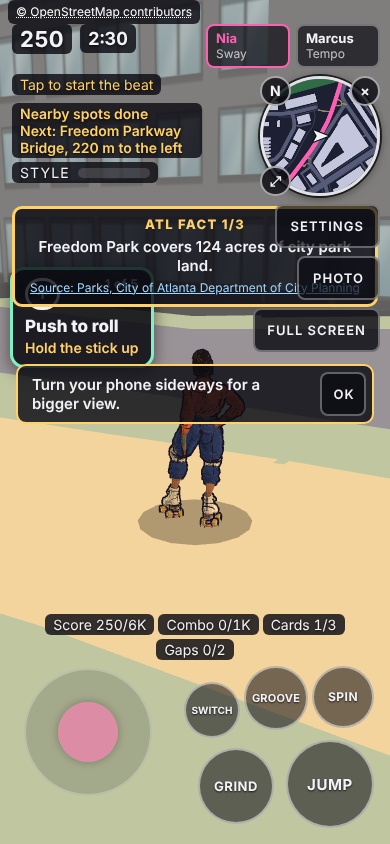 © OpenStreetMap contributors
250
2:30
Nia
Sway
Marcus
Tempo
Tap to start the beat
Nearby spots done
Next: Freedom Parkway
Bridge, 220 m to the left
STYLE
N
×
ATL FACT 1/3
Freedom Park covers 124 acres of city park
land.
Source: Parks, City of Atlanta Department of City Planning
SETTINGS
PHOTO
FULL SCREEN
Push to roll
Hold the stick up
Turn your phone sideways for a
bigger view.
OK
Score 250/6K
Combo 0/1K
Cards 1/3
Gaps 0/2
SWITCH
GROOVE
SPIN
GRIND
JUMP